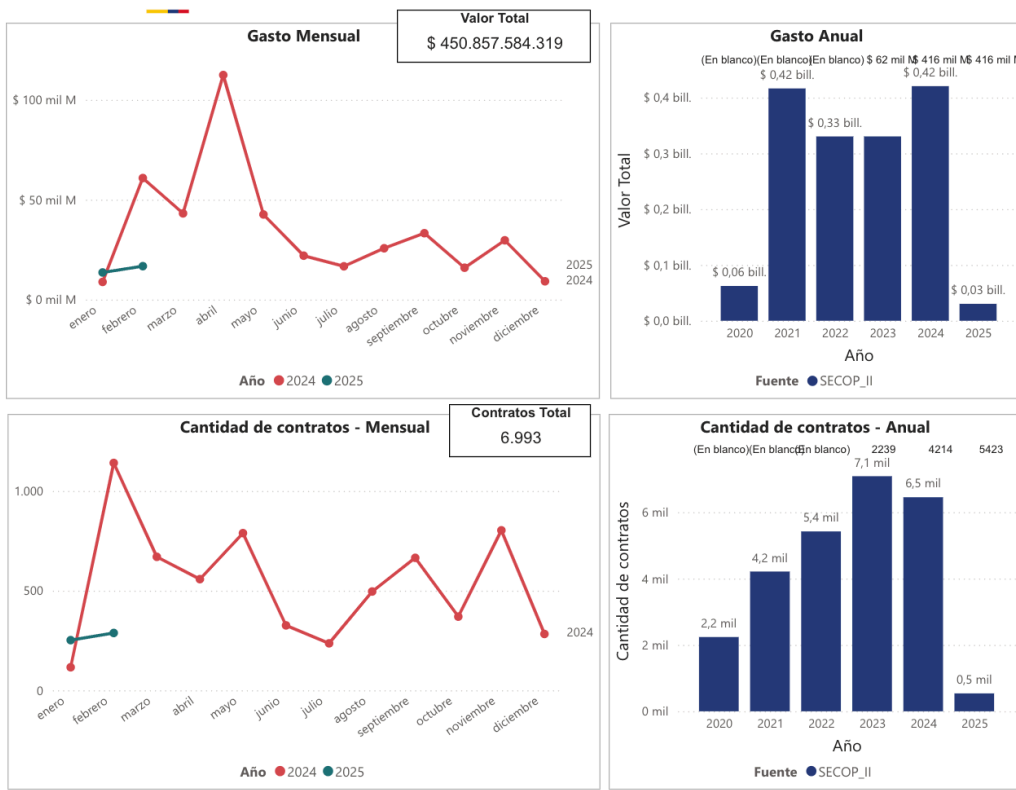 Gasto Mensual
Valor Total
$ 450.857.584.319
$ 100 mil M
$ 50 mil M
$ 0 mil M
2025
2024
enero
febrero
marzo
abril
mayo
junio
julio
agosto
septiembre
octubre
noviembre
diciembre
Año 2024 2025
Gasto Anual
(En blanco) (En blanco) (En blanco) $ 62 mil M $ 416 mil M $ 416 mil
$ 0,42 bill.
$ 0,42 bill.
$ 0,33 bill.
$ 0,06 bill.
$ 0,03 bill.
$ 0,4 bill.
$ 0,3 bill.
$ 0,2 bill.
$ 0,1 bill.
$ 0,0 bill.
Valor Total
2020 2021 2022 2023 2024 2025
Año
Fuente SECOP_II
Cantidad de contratos - Mensual
Contratos Total
6.993
1.000
500
0
2024
enero
febrero
marzo
abril
mayo
junio
julio
agosto
septiembre
octubre
noviembre
diciembre
Año 2024 2025
Cantidad de contratos - Anual
(En blanco) (En blanco) (En blanco) 2239 4214 5423
7,1 mil
6,5 mil
5,4 mil
4,2 mil
2,2 mil
0,5 mil
6 mil
4 mil
2 mil
0 mil
Cantidad de contratos
2020 2021 2022 2023 2024 2025
Año
Fuente SECOP_II